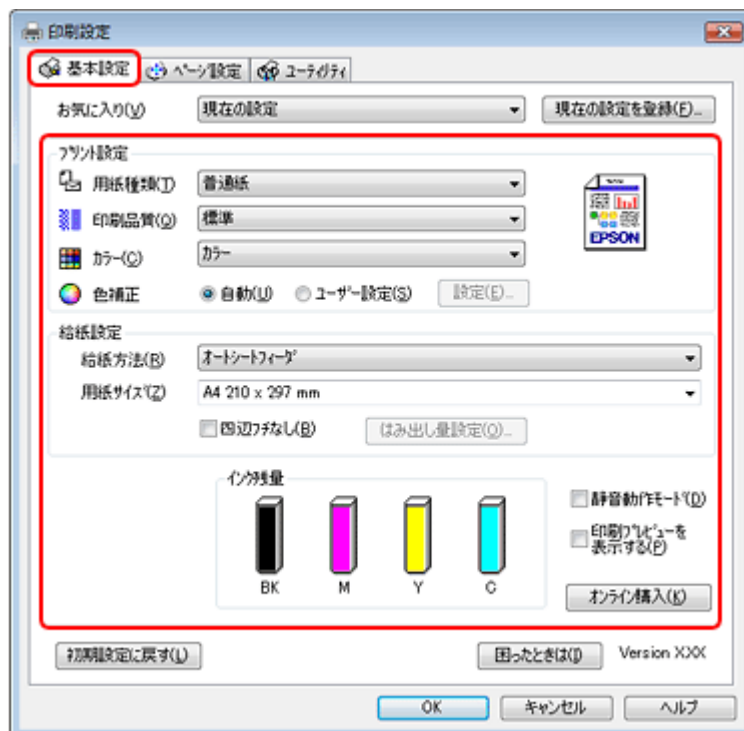 印刷設定
基本設定 ページ設定 ユーティリティ
お気に入り(V) 現在の設定 現在の設定を登録(F)...
プリント設定
用紙種類(T) 普通紙
印刷品質(Q) 標準
カラー(C) カラー
EPSON
色補正 自動(U) ユーザー設定(S) 設定(E)...
給紙設定
給紙方法(R) オートシートフィーダ
用紙サイズ(Z) A4 210 x 297 mm
四辺フチなし(B) はみ出し量設定(O)...
インク残量
BK M Y C
静音動作モード(D)
印刷プレビューを
表示する(P)
オンライン購入(K)
初期設定に戻す(L) 困ったときは(I) Version XXX
OK キャンセル ヘルプ